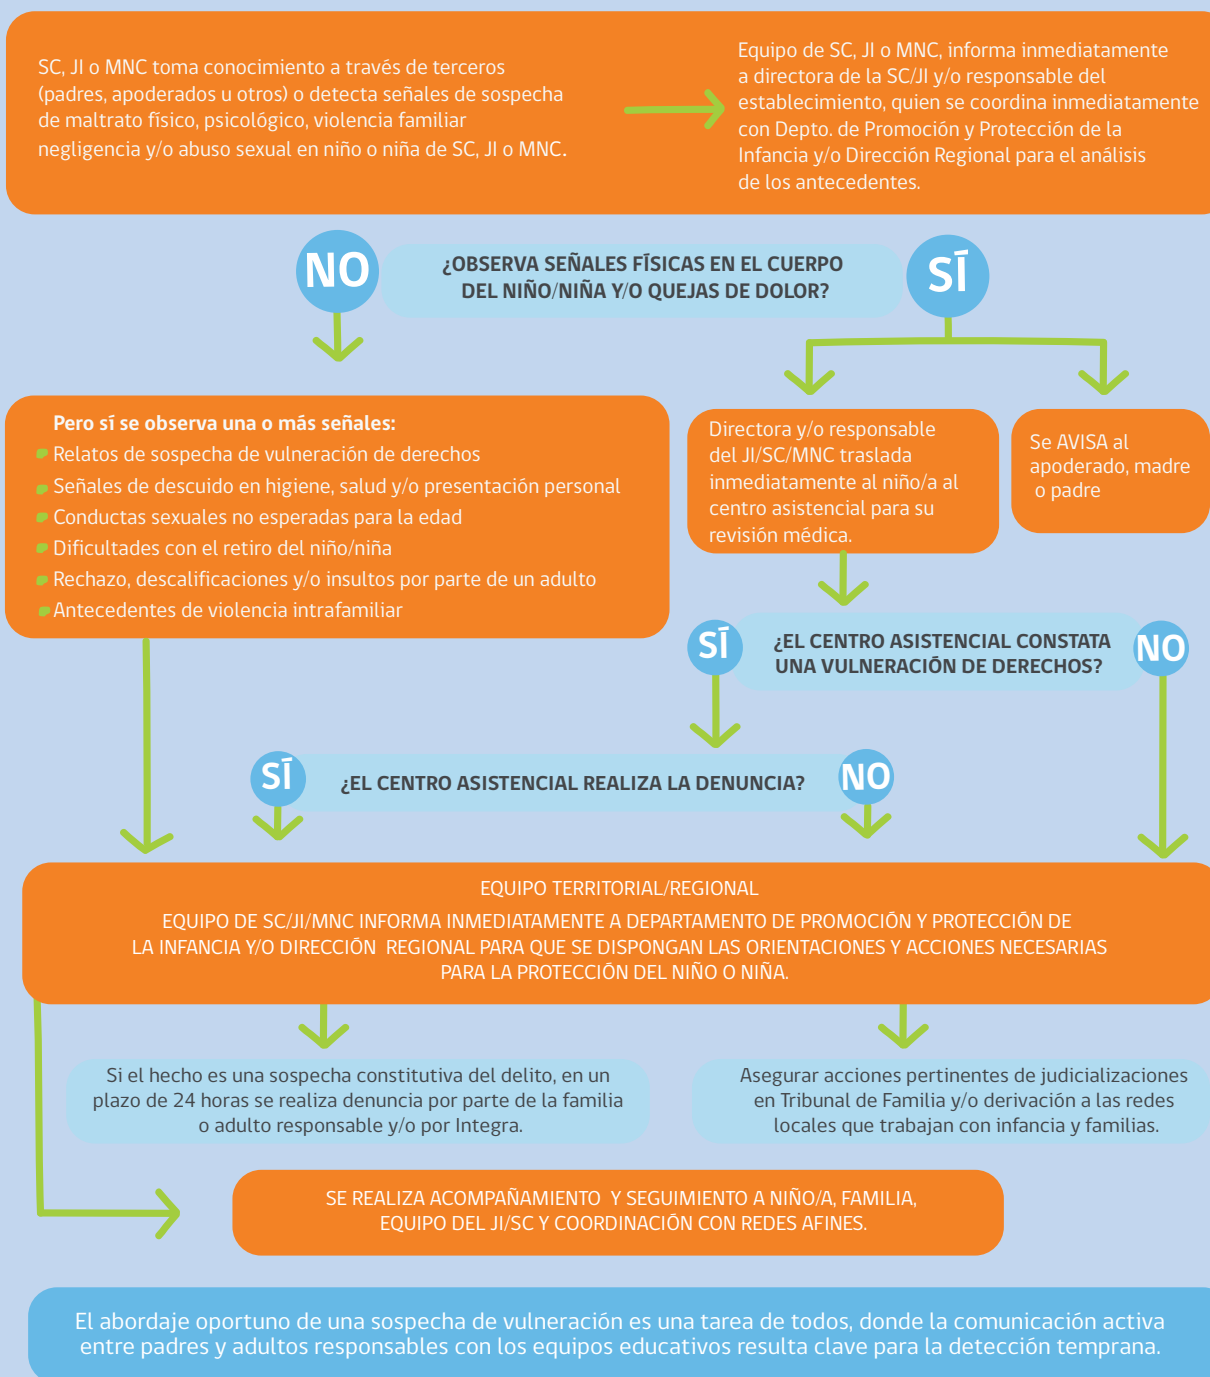 SC, JI o MNC toma conocimiento a través de terceros
(padres, apoderados u otros) o detecta señales de sospecha
de maltrato físico, psicológico, violencia familiar
negligencia y/o abuso sexual en niño o niña de SC, JI o MNC.
Equipo de SC, JI o MNC, informa inmediatamente
a directora de la SC/JI y/o responsable del
establecimiento, quien se coordina inmediatamente
con Depto. de Promoción y Protección de la
Infancia y/o Dirección Regional para el análisis
de los antecedentes.
NO
¿OBSERVA SEÑALES FÍSICAS EN EL CUERPO
DEL NIÑO/NIÑA Y/O QUEJAS DE DOLOR?
SÍ
Pero sí se observa una o más señales:
Relatos de sospecha de vulneración de derechos
Señales de descuido en higiene, salud y/o presentación personal
Conductas sexuales no esperadas para la edad
Dificultades con el retiro del niño/niña
Rechazo, descalificaciones y/o insultos por parte de un adulto
Antecedentes de violencia intrafamiliar
Directora y/o responsable
del JI/SC/MNC traslada
inmediatamente al niño/a al
centro asistencial para su
revisión médica.
Se AVISA al
apoderado, madre
o padre
SÍ
¿EL CENTRO ASISTENCIAL CONSTATA
UNA VULNERACIÓN DE DERECHOS?
NO
SÍ
¿EL CENTRO ASISTENCIAL REALIZA LA DENUNCIA?
NO
EQUIPO TERRITORIAL/REGIONAL
EQUIPO DE SC/JI/MNC INFORMA INMEDIATAMENTE A DEPARTAMENTO DE PROMOCIÓN Y PROTECCIÓN DE
LA INFANCIA Y/O DIRECCIÓN REGIONAL PARA QUE SE DISPONGAN LAS ORIENTACIONES Y ACCIONES NECESARIAS
PARA LA PROTECCIÓN DEL NIÑO O NIÑA.
Si el hecho es una sospecha constitutiva del delito, en un
plazo de 24 horas se realiza denuncia por parte de la familia
o adulto responsable y/o por Integra.
Asegurar acciones pertinentes de judicializaciones
en Tribunal de Familia y/o derivación a las redes
locales que trabajan con infancia y familias.
SE REALIZA ACOMPAÑAMIENTO Y SEGUIMIENTO A NIÑO/A, FAMILIA,
EQUIPO DEL JI/SC Y COORDINACIÓN CON REDES AFINES.
El abordaje oportuno de una sospecha de vulneración es una tarea de todos, donde la comunicación activa
entre padres y adultos responsables con los equipos educativos resulta clave para la detección temprana.